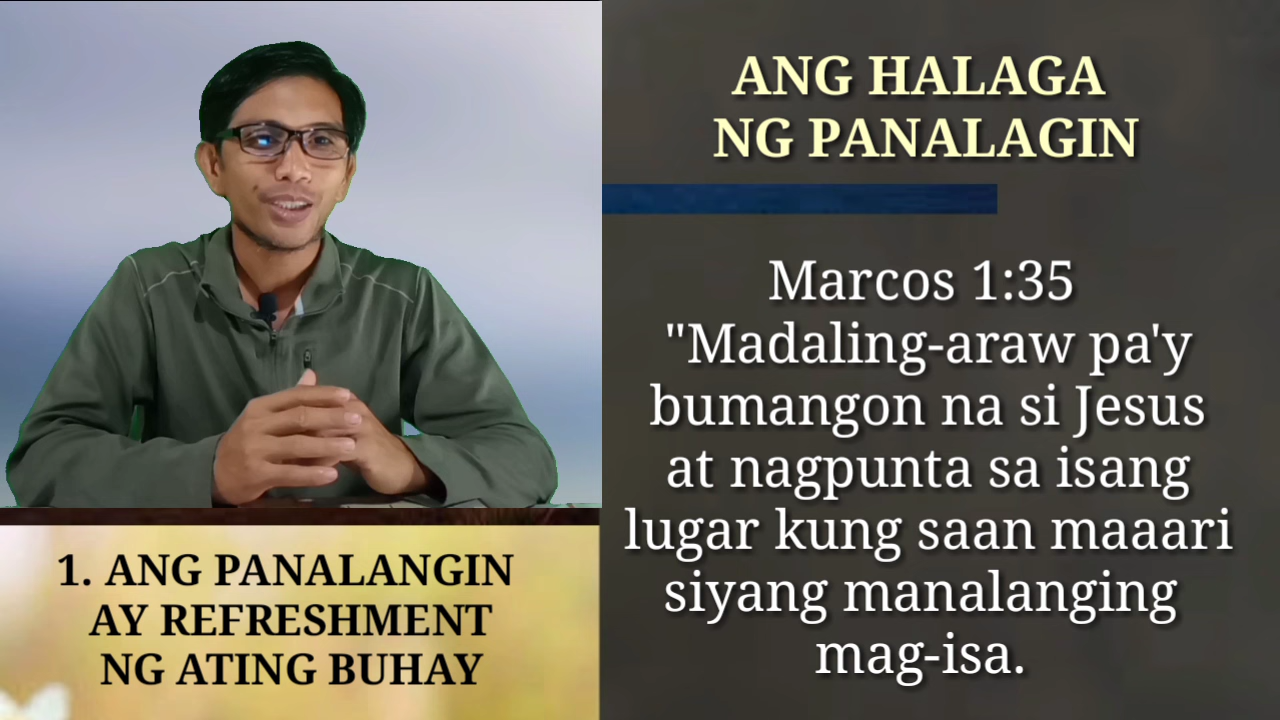 ANG HALAGA
NG PANALAGIN
Marcos 1:35
"Madaling-araw pa'y
bumangon na si Jesus
at nagpunta sa isang
lugar kung saan maaari
siyang manalanging
mag-isa.
1. ANG PANALANGIN
AY REFRESHMENT
NG ATING BUHAY